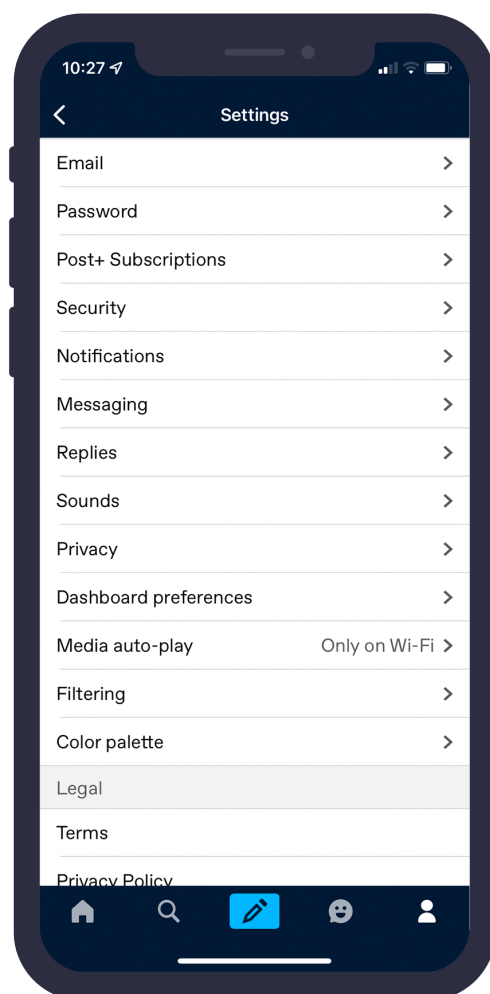 10:27
Settings
Email
Password
Post+ Subscriptions
Security
Notifications
Messaging
Replies
Sounds
Privacy
Dashboard preferences
Media auto-play Only on Wi-Fi
Filtering
Color palette
Legal
Terms
Privacy Policy